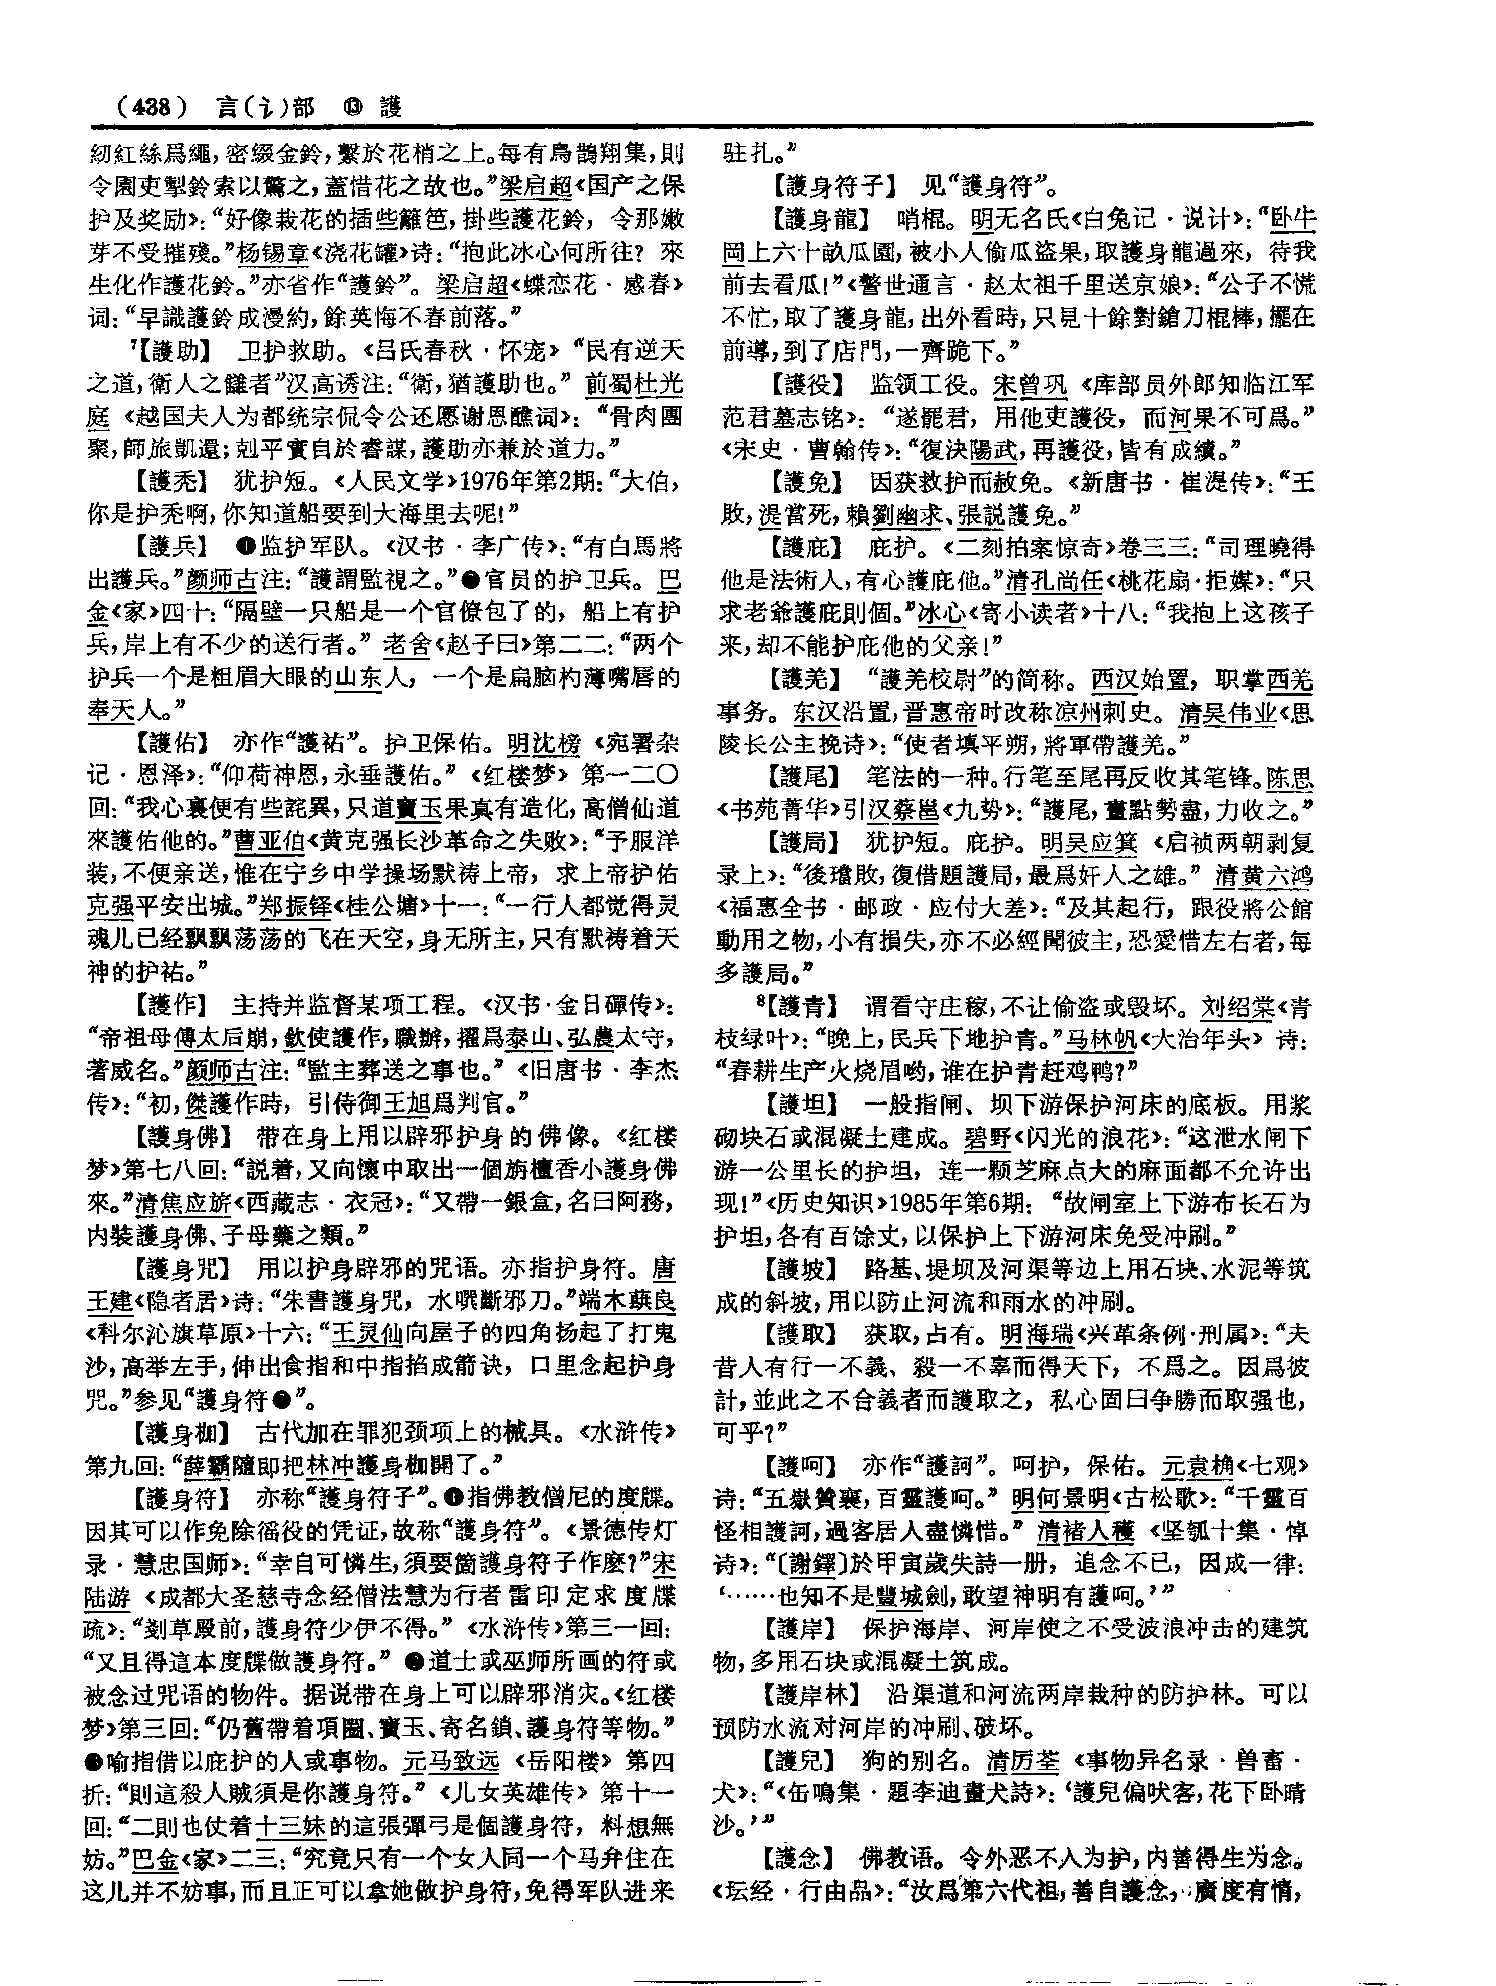 (438) 言(讠)部 ⑬ 護
紉紅絲爲繩，密綴金鈴，繫於花梢之上。每有鳥鵲翔集，則
令園吏掣鈴索以驚之，蓋惜花之故也。”梁启超《国产之保
护及奖励》：“好像栽花的插些籬笆，掛些護花鈴，令那嫩
芽不受摧殘。”杨锡章《浇花罐》诗：“抱此冰心何所往？來
生化作護花鈴。”亦省作“護鈴”。梁启超《蝶恋花·感春》
词：“早識護鈴成漫約，餘英悔不春前落。”
⁷【護助】 卫护救助。《吕氏春秋·怀宠》“民有逆天
之道，衛人之讎者”汉高诱注：“衛，猶護助也。”前蜀杜光
庭《越国夫人为都统宗侃令公还愿谢恩醮词》：“骨肉團
聚，師旅凱還；剋平實自於睿謀，護助亦兼於道力。”
【護秃】 犹护短。《人民文学》1976年第2期：“大伯，
你是护秃啊，你知道船要到大海里去呢！”
【護兵】 ❶监护军队。《汉书·李广传》：“有白馬將
出護兵。”颜师古注：“護謂監視之。”❷官员的护卫兵。巴
金《家》四十：“隔壁一只船是一个官僚包了的，船上有护
兵，岸上有不少的送行者。”老舍《赵子曰》第二二：“两个
护兵一个是粗眉大眼的山东人，一个是扁脑杓薄嘴唇的
奉天人。”
【護佑】 亦作“護祐”。护卫保佑。明沈榜《宛署杂
记·恩泽》：“仰荷神恩，永垂護佑。”《红楼梦》第一二〇
回：“我心裏便有些詫異，只道寶玉果真有造化，高僧仙道
來護佑他的。”曹亚伯《黄克强长沙革命之失败》：“予服洋
装，不便亲送，惟在宁乡中学操场默祷上帝，求上帝护佑
克强平安出城。”郑振铎《桂公塘》十一：“一行人都觉得灵
魂儿已经飘飘荡荡的飞在天空，身无所主，只有默祷着天
神的护祐。”
【護作】 主持并监督某项工程。《汉书·金日磾传》：
“帝祖母傅太后崩，欽使護作，職辦，擢爲泰山、弘農太守，
著威名。”颜师古注：“監主葬送之事也。”《旧唐书·李杰
传》：“初，傑護作時，引侍御王旭爲判官。”
【護身佛】 带在身上用以辟邪护身的佛像。《红楼
梦》第七八回：“説着，又向懷中取出一個旃檀香小護身佛
來。”清焦应旂《西藏志·衣冠》：“又帶一銀盒，名曰阿務，
内裝護身佛、子母藥之類。”
【護身咒】 用以护身辟邪的咒语。亦指护身符。唐
王建《隐者居》诗：“朱書護身咒，水噀斷邪刀。”端木蕻良
《科尔沁旗草原》十六：“王灵仙向屋子的四角扬起了打鬼
沙，高举左手，伸出食指和中指掐成箭诀，口里念起护身
咒。”参见“護身符❷”。
【護身枷】 古代加在罪犯颈项上的械具。《水浒传》
第九回：“薛霸隨即把林冲護身枷開了。”
【護身符】 亦称“護身符子”。❶指佛教僧尼的度牒。
因其可以作免除徭役的凭证，故称“護身符”。《景德传灯
录·慧忠国师》：“幸自可憐生，須要箇護身符子作麽？”宋
陆游《成都大圣慈寺念经僧法慧为行者雷印定求度牒
疏》：“剗草殿前，護身符少伊不得。”《水浒传》第三一回：
“又且得這本度牒做護身符。”❷道士或巫师所画的符或
被念过咒语的物件。据说带在身上可以辟邪消灾。《红楼
梦》第三回：“仍舊帶着項圈、寶玉、寄名鎖、護身符等物。”
❸喻指借以庇护的人或事物。元马致远《岳阳楼》第四
折：“則這殺人賊須是你護身符。”《儿女英雄传》第十一
回：“二則也仗着十三妹的這張彈弓是個護身符，料想無
妨。”巴金《家》二三：“究竟只有一个女人同一个马弁住在
这儿并不妨事，而且正可以拿她做护身符，免得军队进来
驻扎。”
【護身符子】 见“護身符”。
【護身龍】 哨棍。明无名氏《白兔记·说计》：“卧牛
岡上六十畝瓜園，被小人偷瓜盜果，取護身龍過來，待我
前去看瓜！”《警世通言·赵太祖千里送京娘》：“公子不慌
不忙，取了護身龍，出外看時，只見十餘對鎗刀棍棒，擺在
前導，到了店門，一齊跪下。”
【護役】 监领工役。宋曾巩《库部员外郎知临江军
范君墓志铭》：“遂罷君，用他吏護役，而河果不可爲。”
《宋史·曹翰传》：“復決陽武，再護役，皆有成績。”
【護免】 因获救护而赦免。《新唐书·崔湜传》：“王
敗，湜當死，賴劉幽求、張説護免。”
【護庇】 庇护。《二刻拍案惊奇》卷三三：“司理曉得
他是法術人，有心護庇他。”清孔尚任《桃花扇·拒媒》：“只
求老爺護庇則個。”冰心《寄小读者》十八：“我抱上这孩子
来，却不能护庇他的父亲！”
【護羌】 “護羌校尉”的简称。西汉始置，职掌西羌
事务。东汉沿置，晋惠帝时改称凉州刺史。清吴伟业《思
陵长公主挽诗》：“使者填平朔，將軍帶護羌。”
【護尾】 笔法的一种。行笔至尾再反收其笔锋。陈思
《书苑菁华》引汉蔡邕《九势》：“護尾，畫點勢盡，力收之。”
【護局】 犹护短。庇护。明吴应箕《启祯两朝剥复
录上》：“後璫敗，復借題護局，最爲奸人之雄。”清黄六鸿
《福惠全书·邮政·应付大差》：“及其起行，跟役將公館
動用之物，小有損失，亦不必經聞彼主，恐愛惜左右者，每
多護局。”
⁸【護青】 谓看守庄稼，不让偷盗或毁坏。刘绍棠《青
枝绿叶》：“晚上，民兵下地护青。”马林帆《大治年头》诗：
“春耕生产火烧眉哟，谁在护青赶鸡鸭？”
【護坦】 一般指闸、坝下游保护河床的底板。用浆
砌块石或混凝土建成。碧野《闪光的浪花》：“这泄水闸下
游一公里长的护坦，连一颗芝麻点大的麻面都不允许出
现！”《历史知识》1985年第6期：“故闸室上下游布长石为
护坦，各有百馀丈，以保护上下游河床免受冲刷。”
【護坡】 路基、堤坝及河渠等边上用石块、水泥等筑
成的斜坡，用以防止河流和雨水的冲刷。
【護取】 获取，占有。明海瑞《兴革条例·刑属》：“夫
昔人有行一不義、殺一不辜而得天下，不爲之。因爲彼
計，並此之不合義者而護取之，私心固曰争勝而取强也，
可乎？”
【護呵】 亦作“護訶”。呵护，保佑。元袁桷《七观》
诗：“五嶽贊襄，百靈護呵。”明何景明《古松歌》：“千靈百
怪相護訶，過客居人盡憐惜。”清褚人穫《坚瓠十集·悼
诗》：“〔謝鐸〕於甲寅歲失詩一册，追念不已，因成一律：
‘……也知不是豐城劍，敢望神明有護呵。’”
【護岸】 保护海岸、河岸使之不受波浪冲击的建筑
物，多用石块或混凝土筑成。
【護岸林】 沿渠道和河流两岸栽种的防护林。可以
预防水流对河岸的冲刷、破坏。
【護兒】 狗的别名。清厉荃《事物异名录·兽畜·
犬》：“《缶鳴集·題李迪畫犬詩》：‘護兒偏吠客，花下卧晴
沙。’”
【護念】 佛教语。令外恶不入为护，内善得生为念。
《坛经·行由品》：“汝爲第六代祖，善自護念，廣度有情，